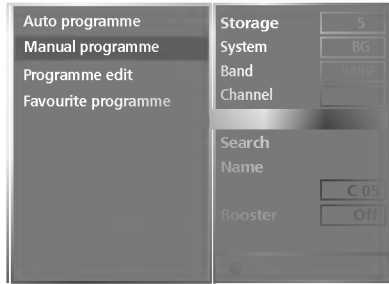 Auto programme
Manual programme
Programme edit
Favourite programme
Storage 5
System BG
Band V/UHF
Channel
Search
Name
C 05
Booster Off